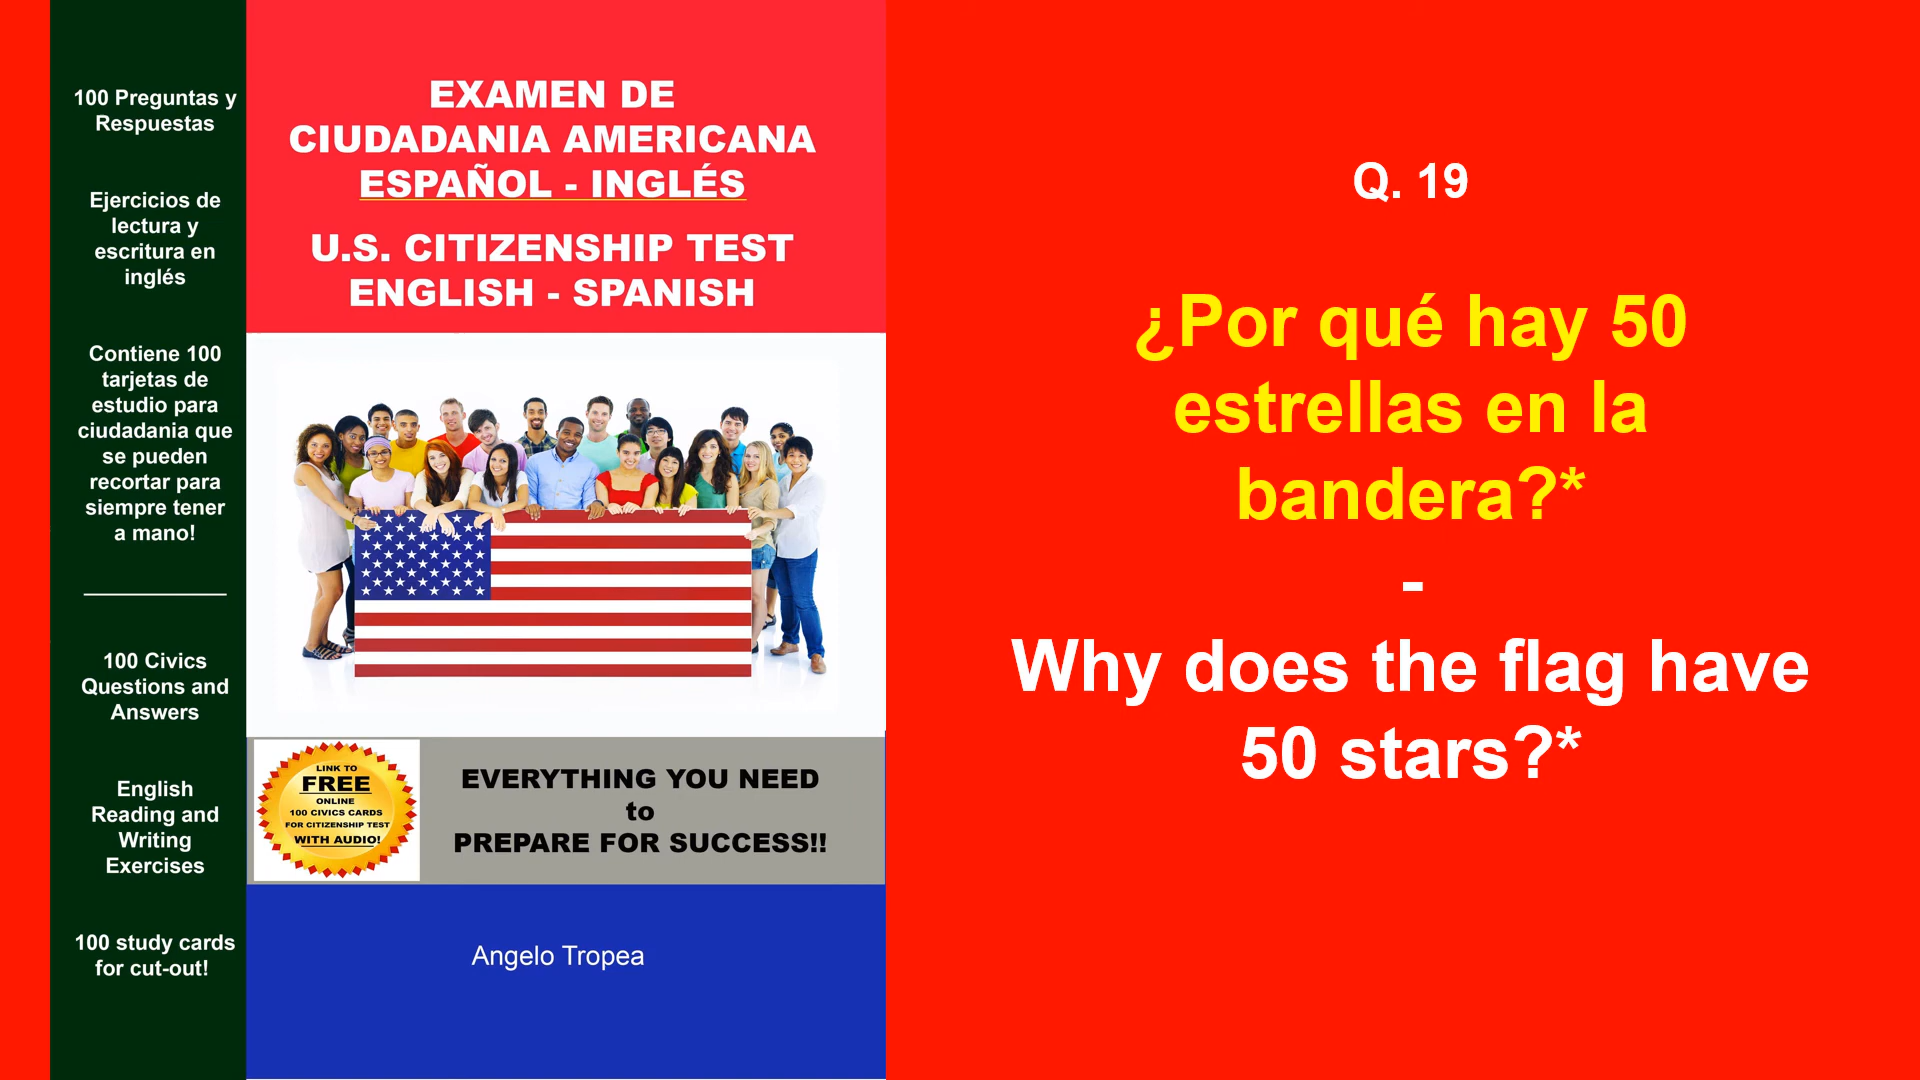 100 Preguntas y
Respuestas
Ejercicios de
lectura y
escritura en
inglés
Contiene 100
tarjetas de
estudio para
ciudadania que
se pueden
recortar para
siempre tener
a mano!
100 Civics
Questions and
Answers
English
Reading and
Writing
Exercises
100 study cards
for cut-out!
EXAMEN DE
CIUDADANIA AMERICANA
ESPAÑOL - INGLÉS
U.S. CITIZENSHIP TEST
ENGLISH - SPANISH
LINK TO
FREE
ONLINE
100 CIVICS CARDS
FOR CITIZENSHIP TEST
WITH AUDIO!
EVERYTHING YOU NEED
to
PREPARE FOR SUCCESS!!
Angelo Tropea
Q. 19
¿Por qué hay 50
estrellas en la
bandera?*
-
Why does the flag have
50 stars?*